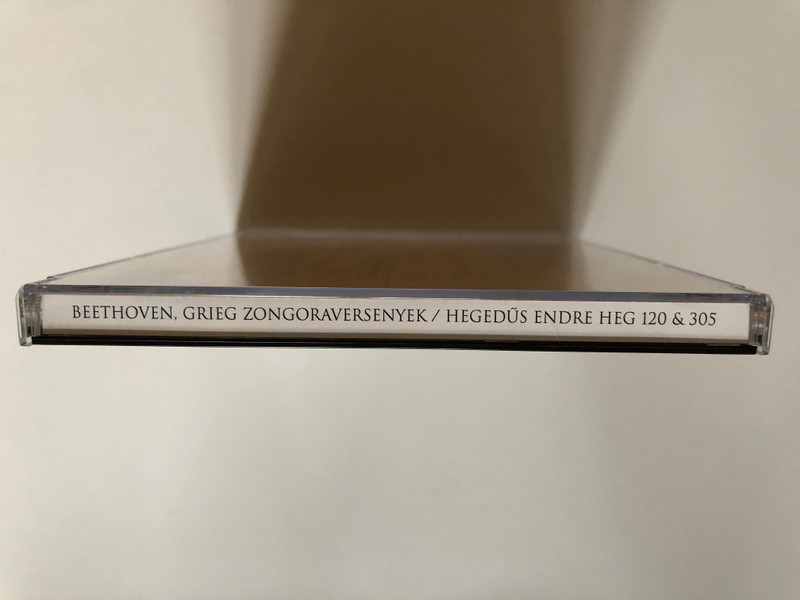 BEETHOVEN, GRIEG ZONGORAVERSENYEK / HEGEDŰS ENDRE HEG 120 & 305